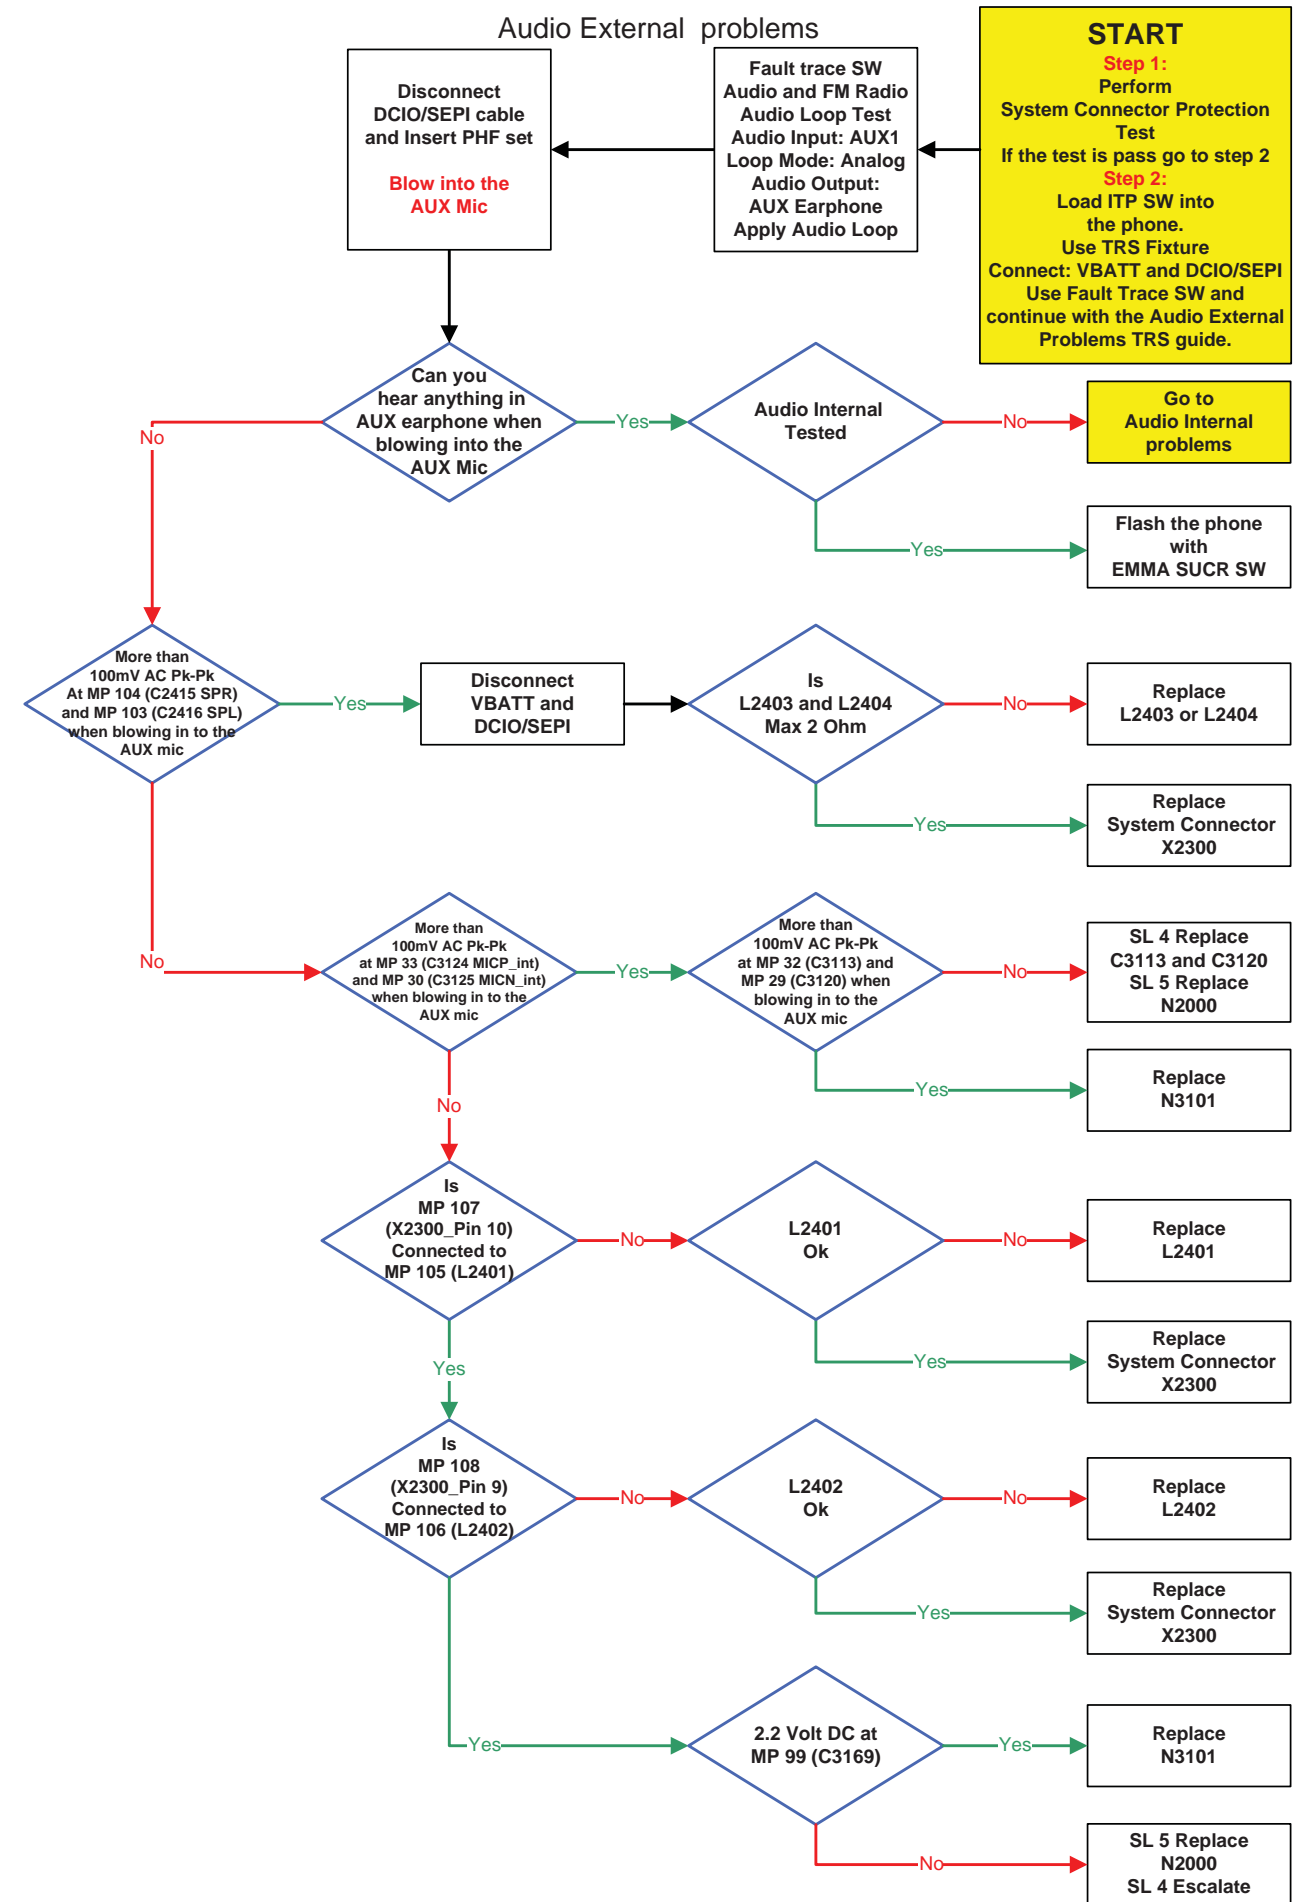 Audio External problems
START
Step 1:
Perform
System Connector Protection
Test
If the test is pass go to step 2
Step 2:
Load ITP SW into
the phone.
Use TRS Fixture
Connect: VBATT and DCIO/SEPI
Use Fault Trace SW and
continue with the Audio External
Problems TRS guide.
Fault trace SW
Audio and FM Radio
Audio Loop Test
Audio Input: AUX1
Loop Mode: Analog
Audio Output:
AUX Earphone
Apply Audio Loop
Disconnect
DCIO/SEPI cable
and Insert PHF set
Blow into the
AUX Mic
Can you
hear anything in
AUX earphone when
blowing into the
AUX Mic
Yes
No
Audio Internal
Tested
No
Go to
Audio Internal
problems
Yes
Flash the phone
with
EMMA SUCR SW
More than
100mV AC Pk-Pk
At MP 104 (C2415 SPR)
and MP 103 (C2416 SPL)
when blowing in to the
AUX mic
Yes
Disconnect
VBATT and
DCIO/SEPI
Is
L2403 and L2404
Max 2 Ohm
No
Replace
L2403 or L2404
Yes
Replace
System Connector
X2300
No
More than
100mV AC Pk-Pk
at MP 33 (C3124 MICP_int)
and MP 30 (C3125 MICN_int)
when blowing in to the
AUX mic
Yes
More than
100mV AC Pk-Pk
at MP 32 (C3113) and
MP 29 (C3120) when
blowing in to the
AUX mic
No
SL 4 Replace
C3113 and C3120
SL 5 Replace
N2000
Yes
Replace
N3101
No
Is
MP 107
(X2300_Pin 10)
Connected to
MP 105 (L2401)
No
L2401
Ok
No
Replace
L2401
Yes
Replace
System Connector
X2300
Yes
Is
MP 108
(X2300_Pin 9)
Connected to
MP 106 (L2402)
No
L2402
Ok
No
Replace
L2402
Yes
Replace
System Connector
X2300
Yes
2.2 Volt DC at
MP 99 (C3169)
Yes
Replace
N3101
No
SL 5 Replace
N2000
SL 4 Escalate